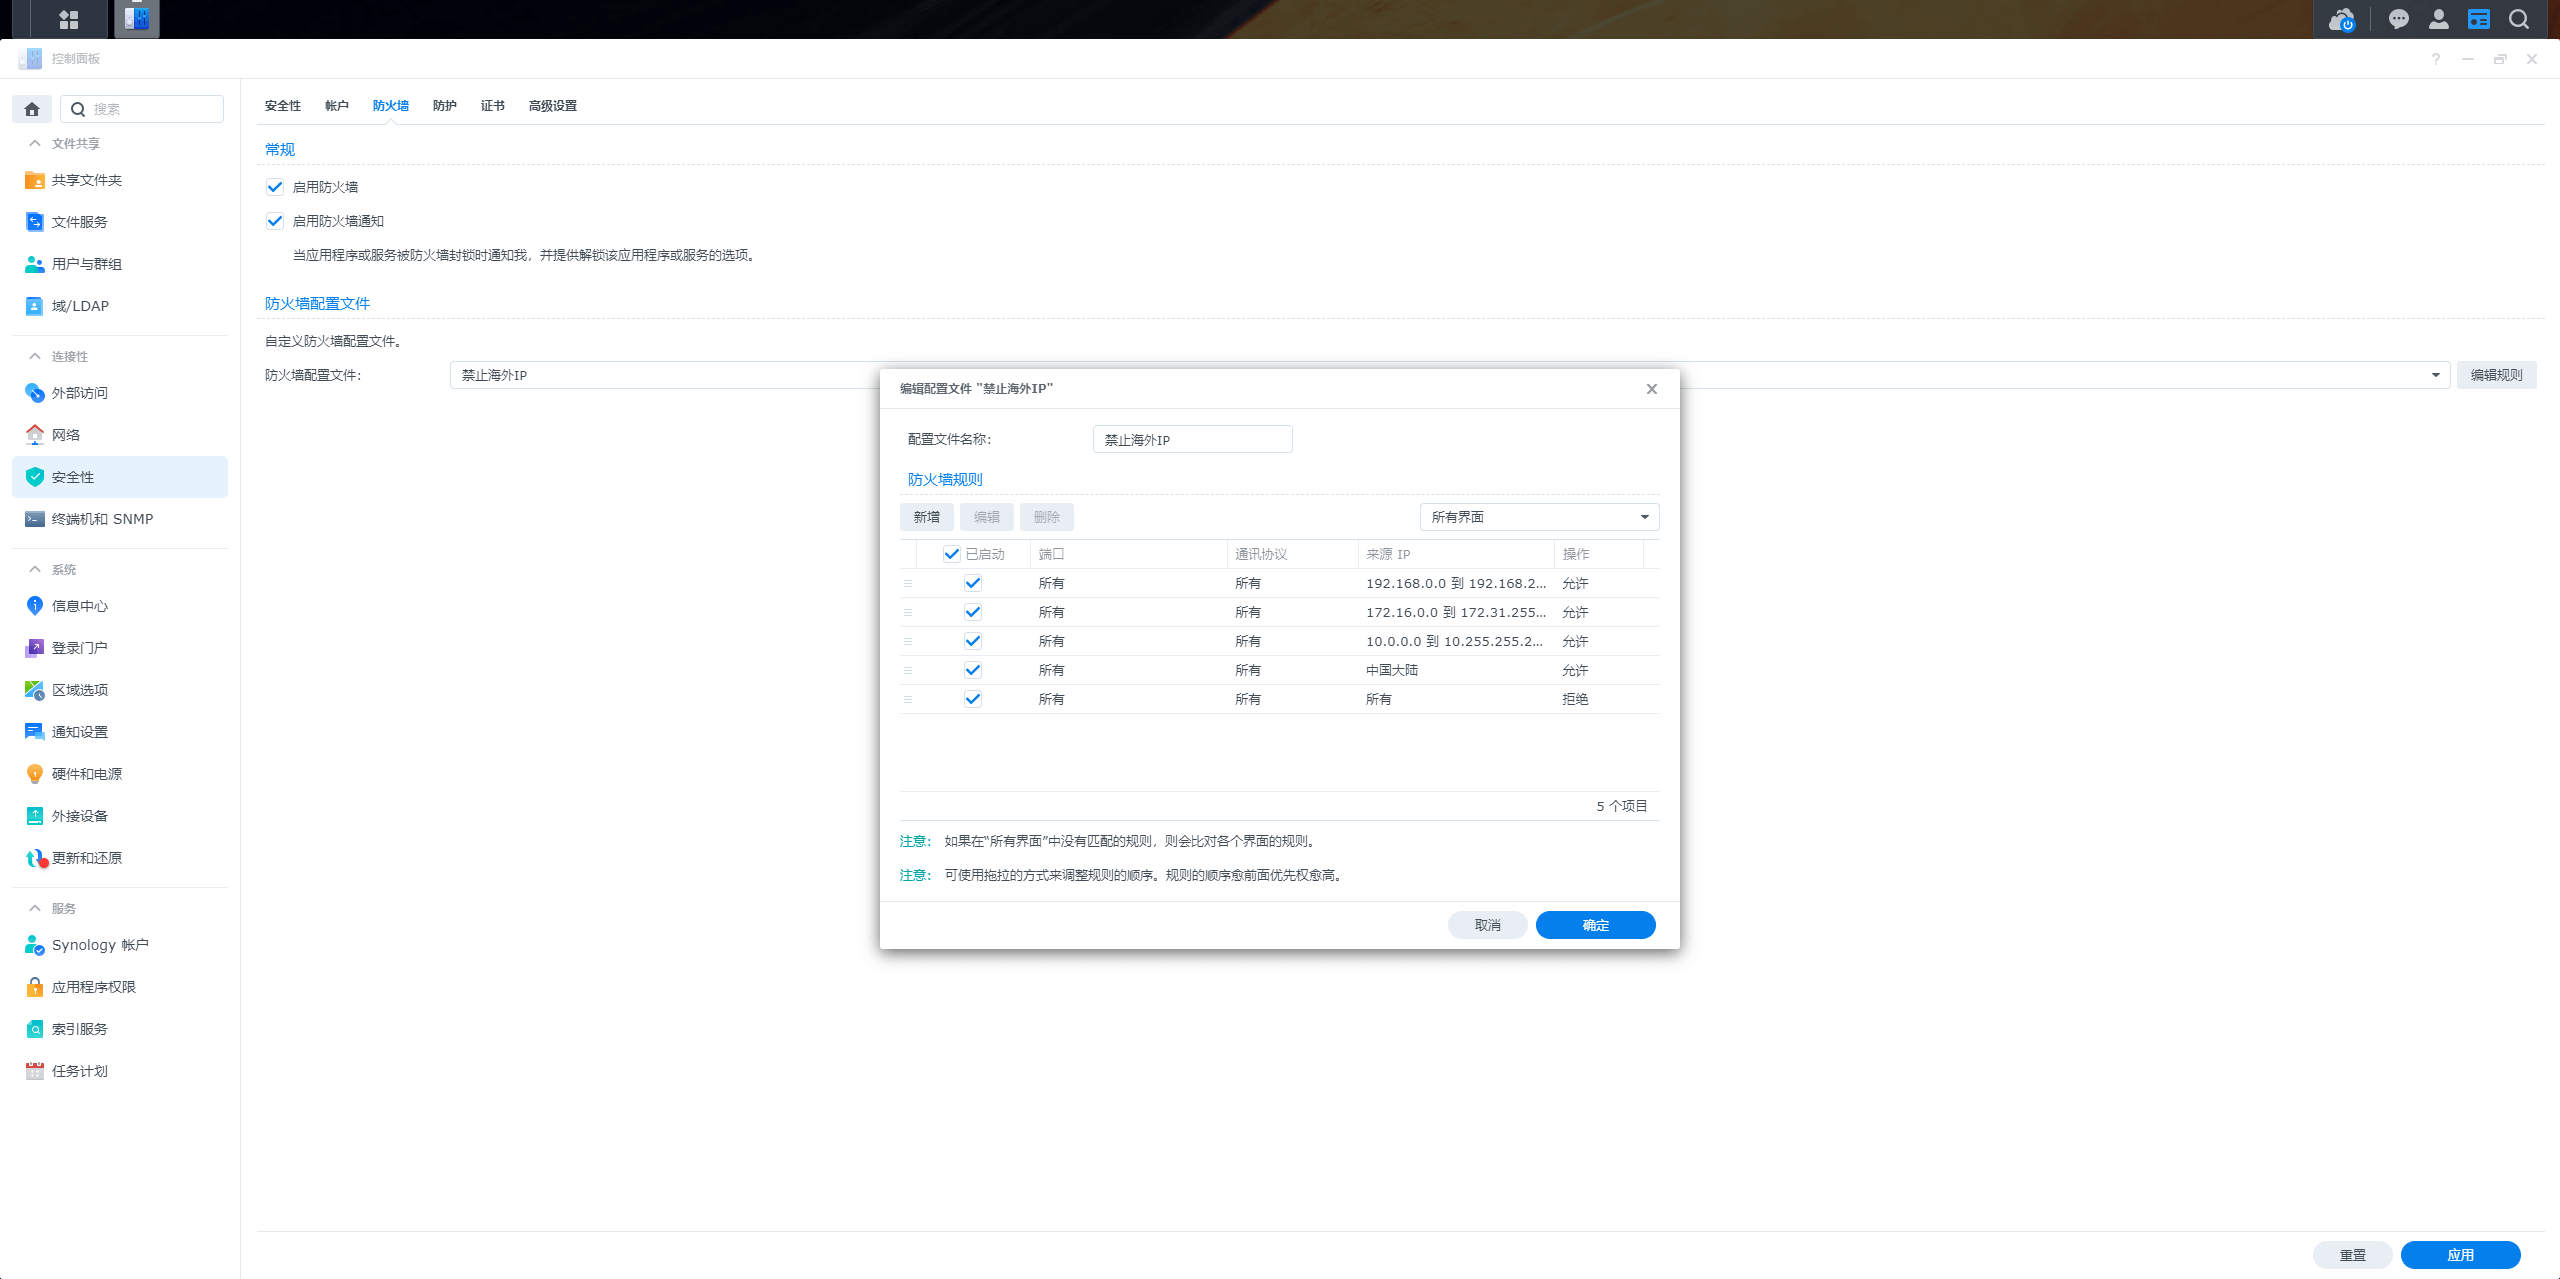 控制面板
搜索
文件共享
共享文件夹
文件服务
用户与群组
域/LDAP
连接性
外部访问
网络
安全性
终端机和 SNMP
系统
信息中心
登录门户
区域选项
通知设置
硬件和电源
外接设备
更新和还原
服务
Synology 帐户
应用程序权限
索引服务
任务计划
安全性 帐户 防火墙 防护 证书 高级设置
常规
启用防火墙
启用防火墙通知
当应用程序或服务被防火墙封锁时通知我，并提供解锁该应用程序或服务的选项。
防火墙配置文件
自定义防火墙配置文件。
防火墙配置文件： 禁止海外IP 编辑规则
编辑配置文件 "禁止海外IP"
配置文件名称： 禁止海外IP
防火墙规则
新增 编辑 删除 所有界面
已启动 端口 通讯协议 来源 IP 操作
所有 所有 192.168.0.0 到 192.168.2... 允许
所有 所有 172.16.0.0 到 172.31.255... 允许
所有 所有 10.0.0.0 到 10.255.255.2... 允许
所有 所有 中国大陆 允许
所有 所有 所有 拒绝
5 个项目
注意： 如果在“所有界面”中没有匹配的规则，则会比对各个界面的规则。
注意： 可使用拖拉的方式来调整规则的顺序。规则的顺序愈前面优先权愈高。
取消 确定
重置 应用